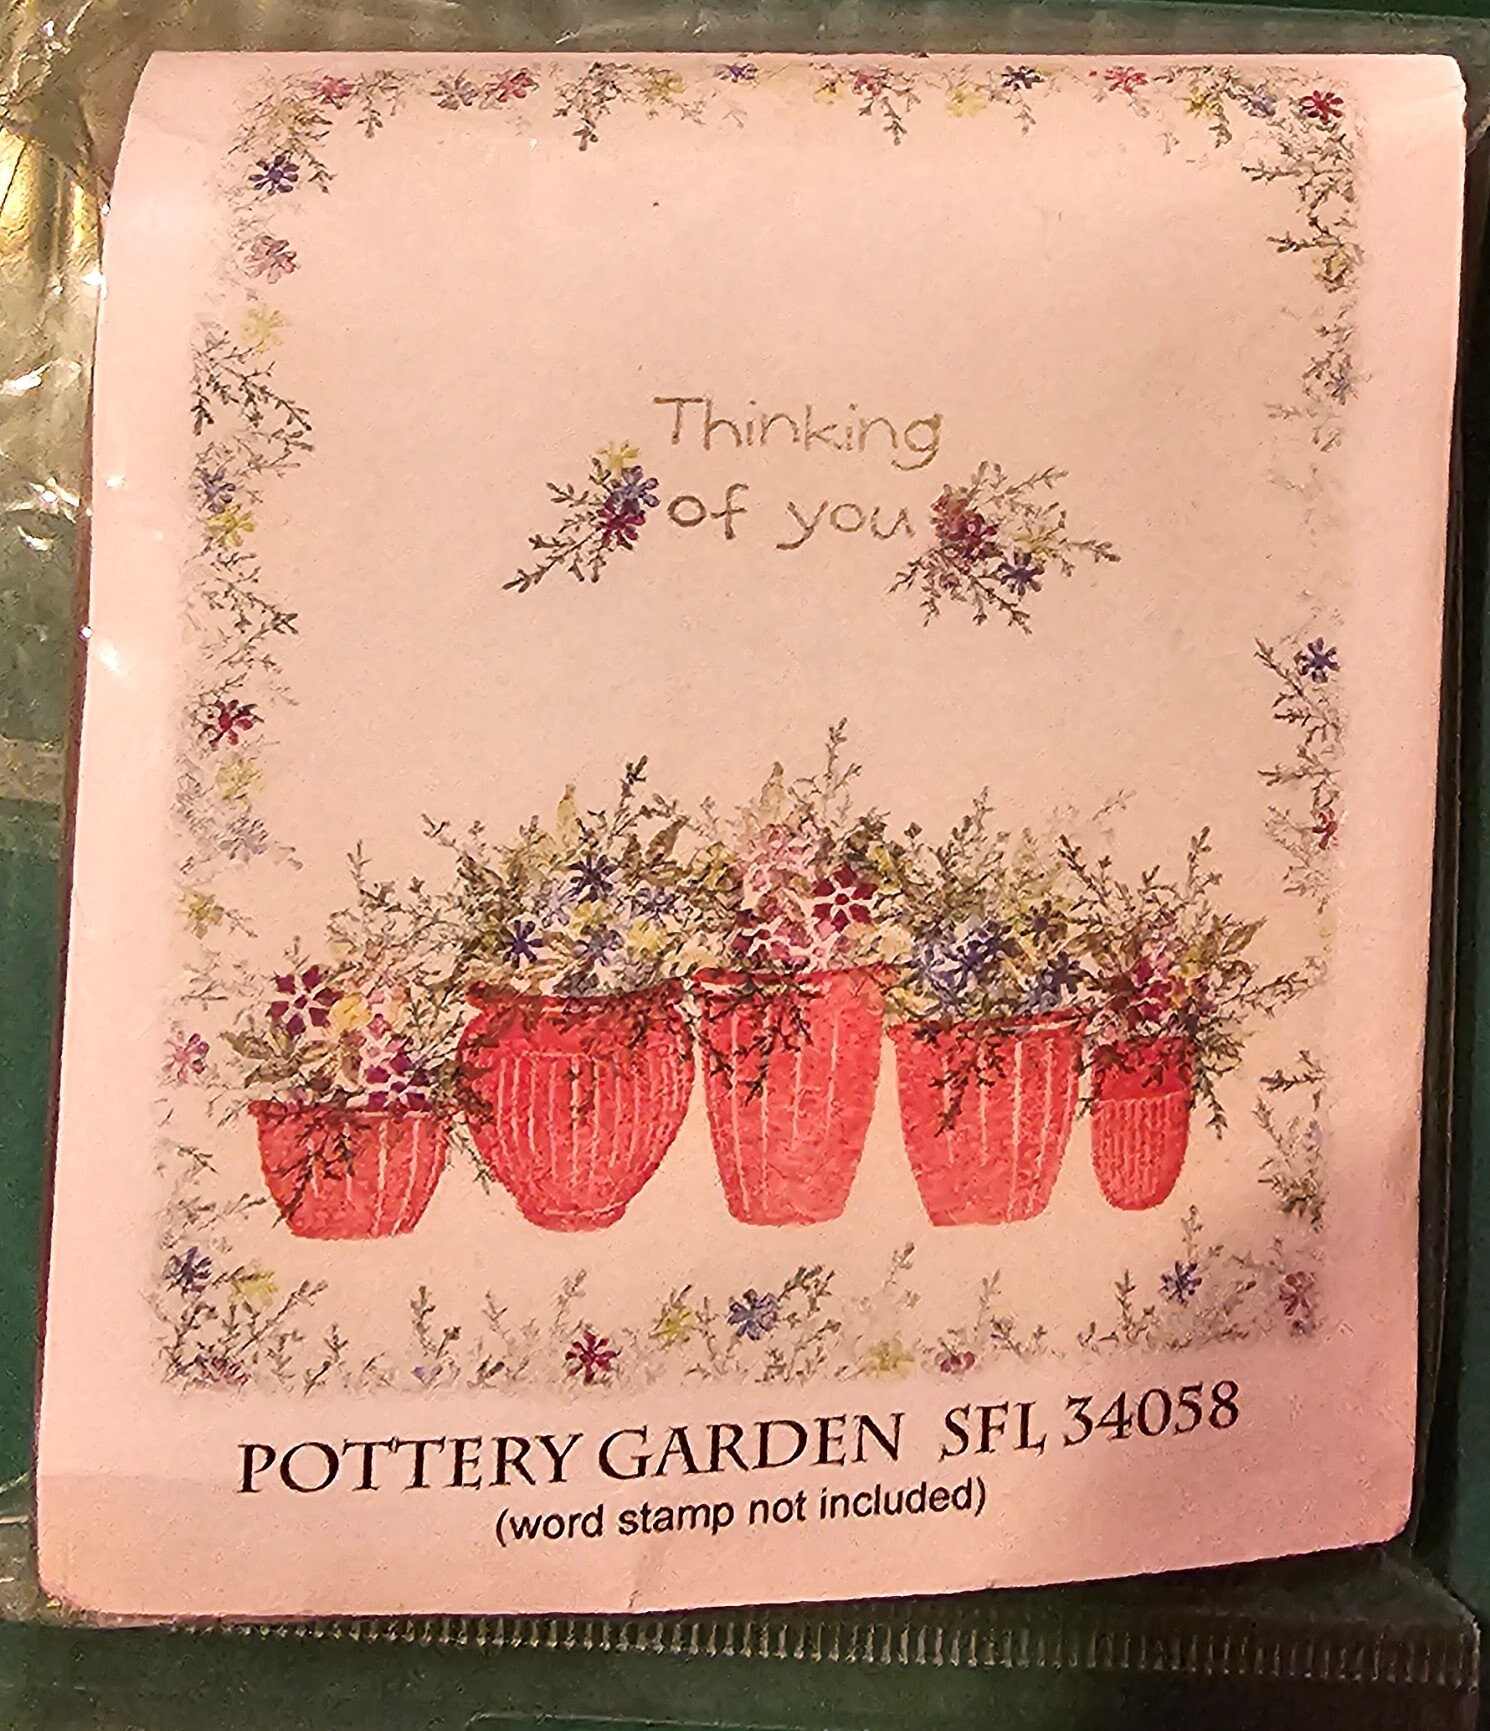 Thinking
of you
POTTERY GARDEN SFL 34058
(word stamp not included)